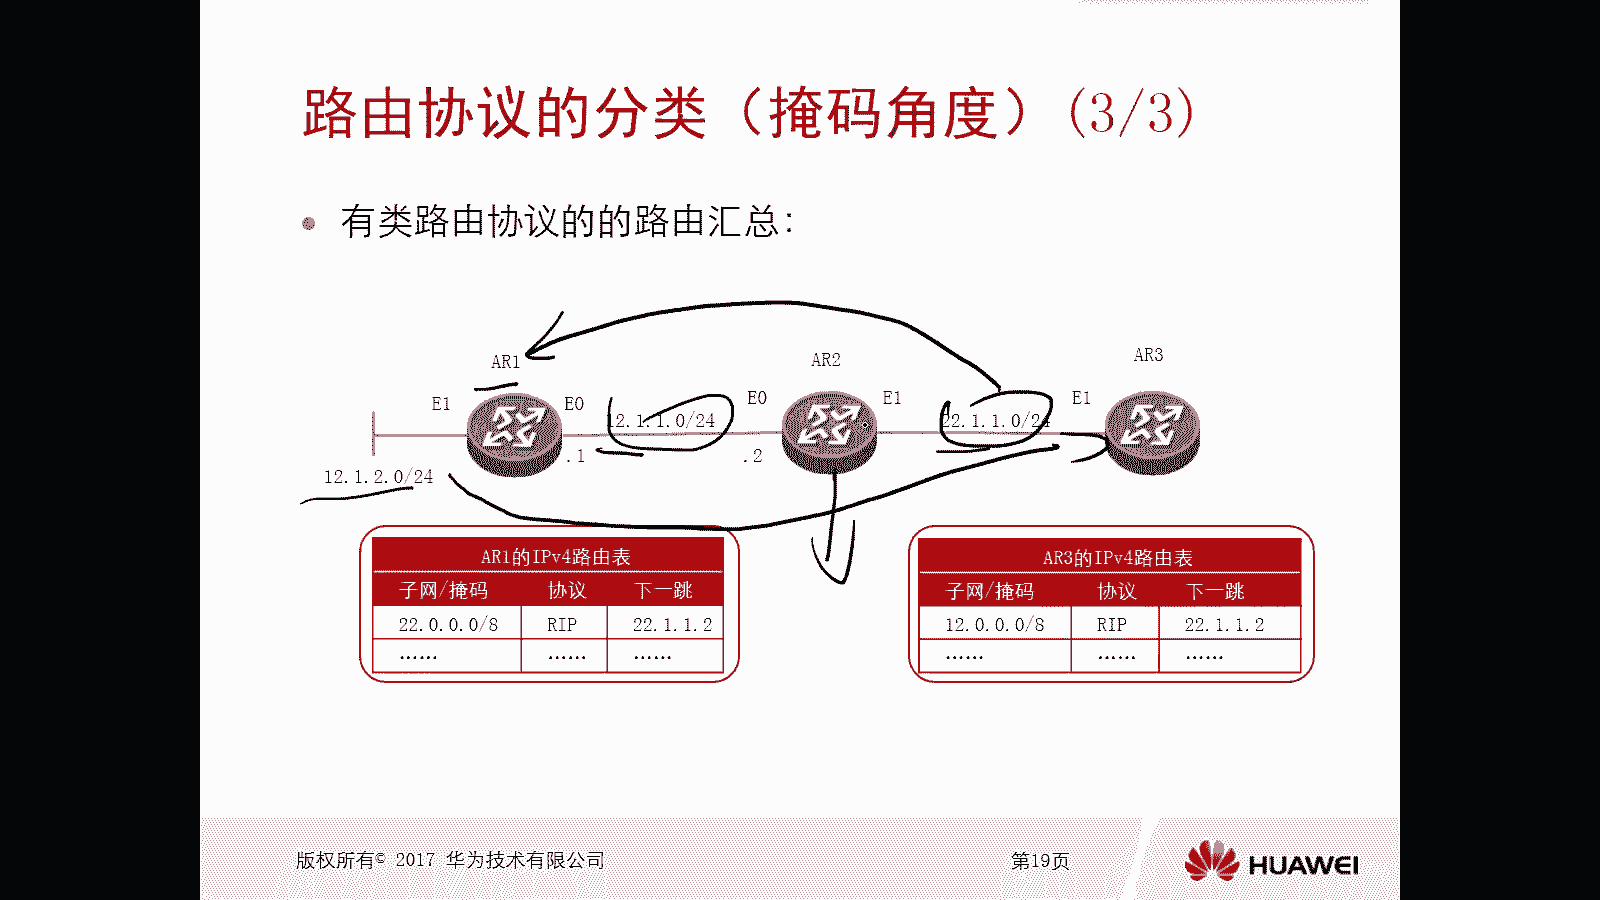 路由协议的分类（掩码角度）(3/3)
有类路由协议的的路由汇总：
AR1
AR2
AR3
E1
E0
12.1.1.0/24
E0
E1
22.1.1.0/24
E1
.1
.2
12.1.2.0/24
AR1的IPv4路由表
子网/掩码 协议 下一跳
22.0.0.0/8 RIP 22.1.1.2
…… …… ……
AR3的IPv4路由表
子网/掩码 协议 下一跳
12.0.0.0/8 RIP 22.1.1.2
…… …… ……
版权所有© 2017 华为技术有限公司
第19页
HUAWEI